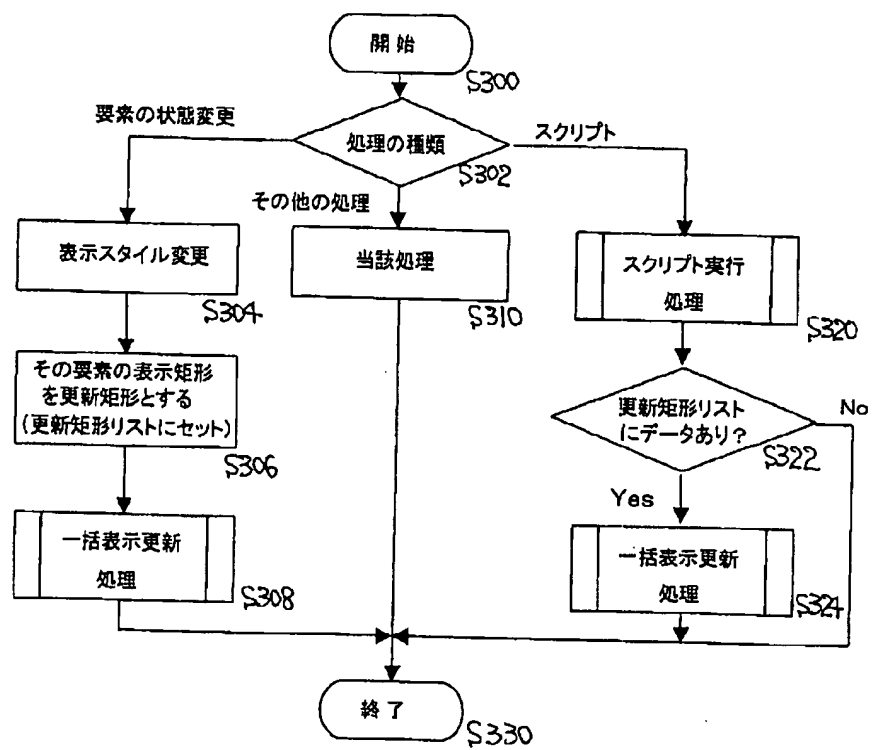 開始
S300
要素の状態変更
処理の種類
スクリプト
S302
その他の処理
表示スタイル変更
S304
当該処理
S310
スクリプト実行
処理
S320
その要素の表示矩形
を更新矩形とする
(更新矩形リストにセット)
S306
更新矩形リスト
にデータあり?
No
S322
Yes
一括表示更新
処理
S308
一括表示更新
処理
S324
終了
S330